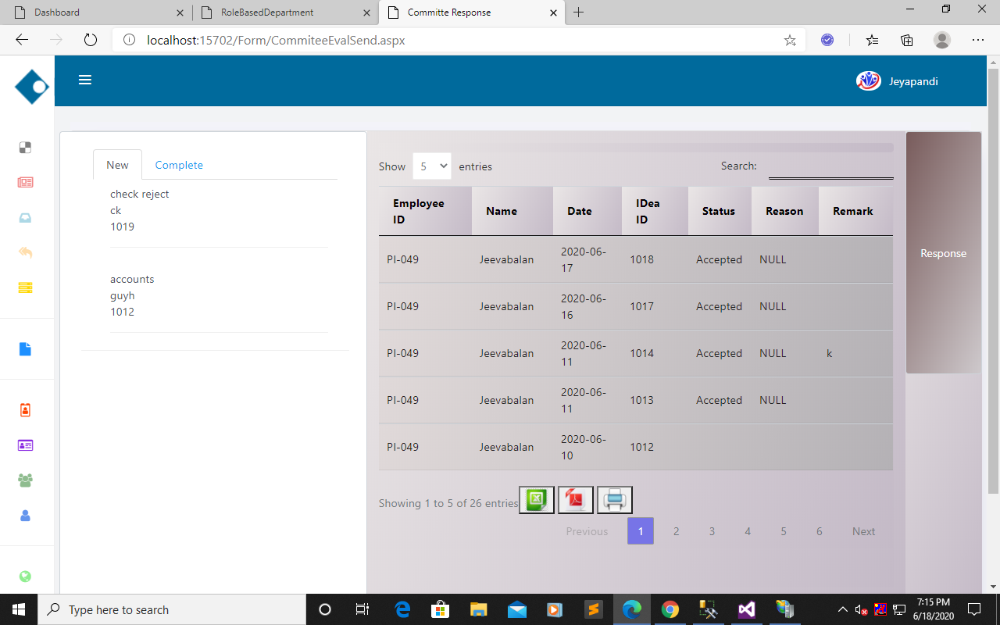 Dashboard
RoleBasedDepartment
Committe Response
localhost:15702/Form/CommiteeEvalSend.aspx
Jeyapandi
New
Complete
check reject
ck
1019
accounts
guyh
1012
Show 5 entries
Search:
Employee ID Name Date IDea ID Status Reason Remark
PI-049 Jeevabalan 2020-06-17 1018 Accepted NULL
PI-049 Jeevabalan 2020-06-16 1017 Accepted NULL
PI-049 Jeevabalan 2020-06-11 1014 Accepted NULL k
PI-049 Jeevabalan 2020-06-11 1013 Accepted NULL
PI-049 Jeevabalan 2020-06-10 1012
Showing 1 to 5 of 26 entries
Previous 1 2 3 4 5 6 Next
Response
Type here to search
7:15 PM
6/18/2020